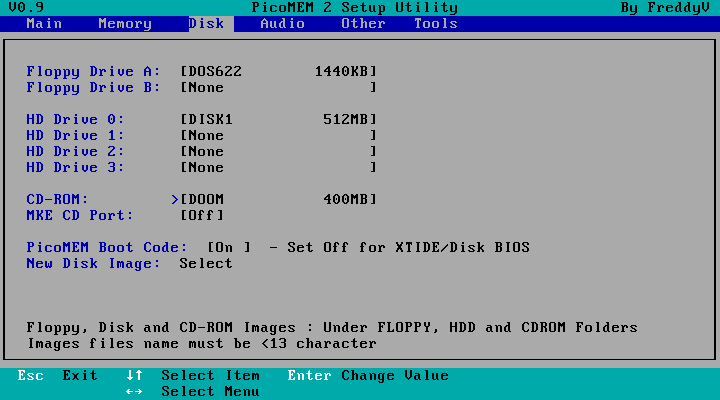 V0.9 PicoMEM 2 Setup Utility By FreddyV
Main Memory Disk Audio Other Tools
Floppy Drive A: [DOS622 1440KB]
Floppy Drive B: [None ]
HD Drive 0: [DISK1 512MB]
HD Drive 1: [None ]
HD Drive 2: [None ]
HD Drive 3: [None ]
CD-ROM: >[DOOM 400MB]
MKE CD Port: [Off]
PicoMEM Boot Code: [On ] - Set Off for XTIDE/Disk BIOS
New Disk Image: Select
Floppy, Disk and CD-ROM Images : Under FLOPPY, HDD and CDROM Folders
Images files name must be <13 character
Esc Exit ↓↑ Select Item Enter Change Value
↔ Select Menu